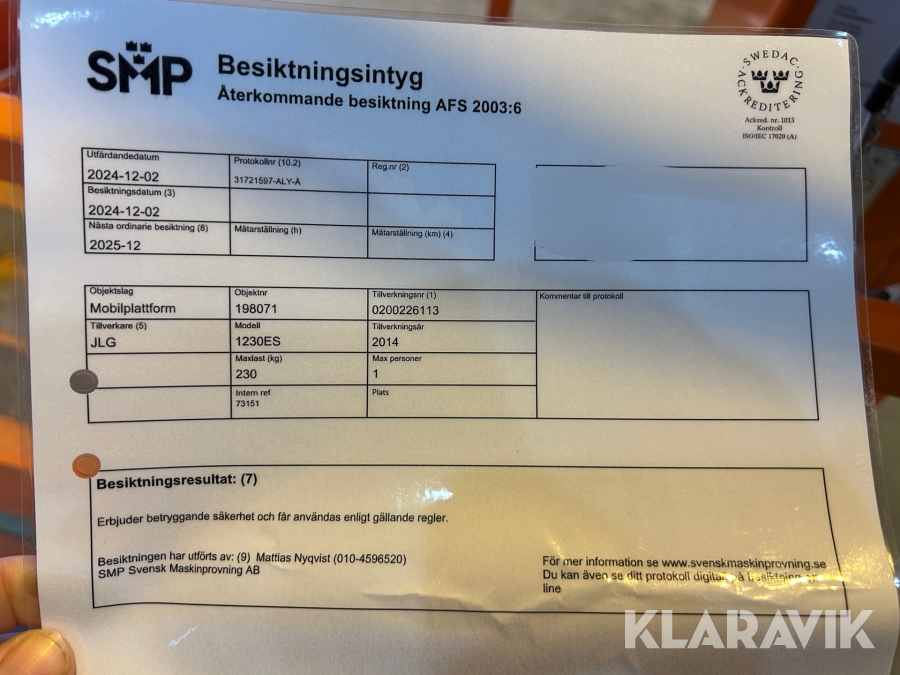 SMP
Besiktningsintyg
Återkommande besiktning AFS 2003:6
SWEDAC
ACKREDITERING
Ackred. nr. 1013
Kontroll
ISO/IEC 17020 (A)
Utfärdandedatum
2024-12-02
Protokollnr (10.2)
31721597-ALY-A
Reg.nr (2)
Besiktningsdatum (3)
2024-12-02
Nästa ordinarie besiktning (8)
2025-12
Mätarställning (h)
Mätarställning (km) (4)
Objektslag
Mobilplattform
Objektnr
198071
Tillverkningsnr (1)
0200226113
Kommentar till protokoll
Tillverkare (5)
JLG
Modell
1230ES
Tillverkningsår
2014
Maxlast (kg)
230
Max personer
1
Intern ref
73151
Plats
Besiktningsresultat: (7)
Erbjuder betryggande säkerhet och får användas enligt gällande regler.
Besiktningen har utförts av: (9) Mattias Nyqvist (010-4596520)
SMP Svensk Maskinprovning AB
För mer information se www.svenskmaskinprovning.se
Du kan även se ditt protokoll digitalt på besiktning on
line
KLARAVIK